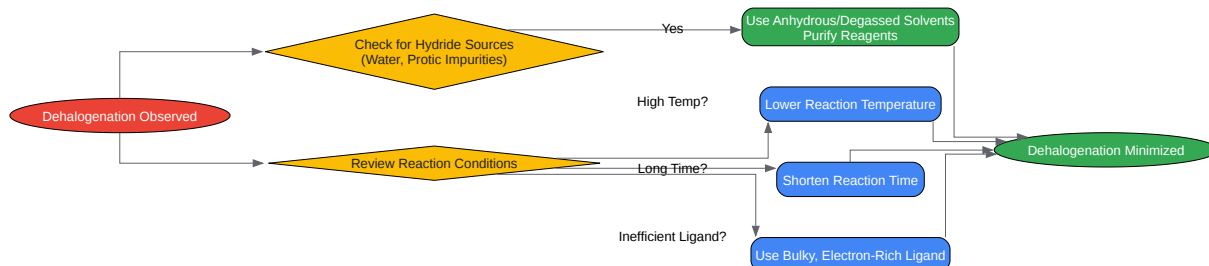 Dehalogenation Observed
Check for Hydride Sources
(Water, Protic Impurities)
Yes
Use Anhydrous/Degassed Solvents
Purify Reagents
Review Reaction Conditions
High Temp?
Lower Reaction Temperature
Long Time?
Shorten Reaction Time
Inefficient Ligand?
Use Bulky, Electron-Rich Ligand
Dehalogenation Minimized